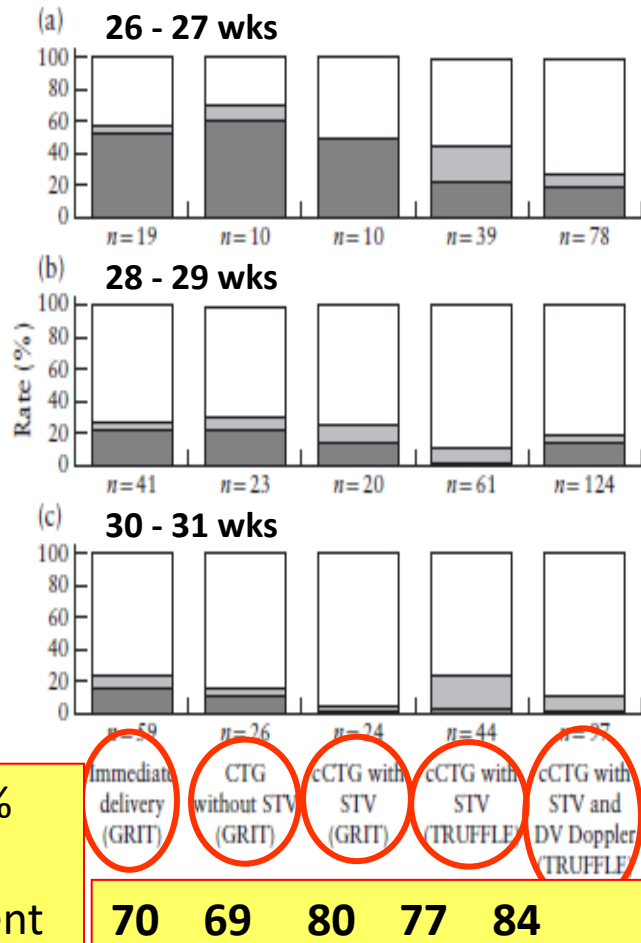 (a) 26 - 27 wks
100
80
60
40
20
0
n=19 n=10 n=10 n=39 n=78
(b) 28 - 29 wks
100
80
60
40
20
0
Rate (%)
n=41 n=23 n=20 n=61 n=124
(c) 30 - 31 wks
100
80
60
40
20
0
n=59 n=26 n=24 n=44 n=97
Immediate delivery (GRIT)
CTG without STV (GRIT)
cCTG with STV (GRIT)
cCTG with STV (TRUFFLE)
cCTG with STV and DV Doppler (TRUFFLE)
%
70 69 80 77 84